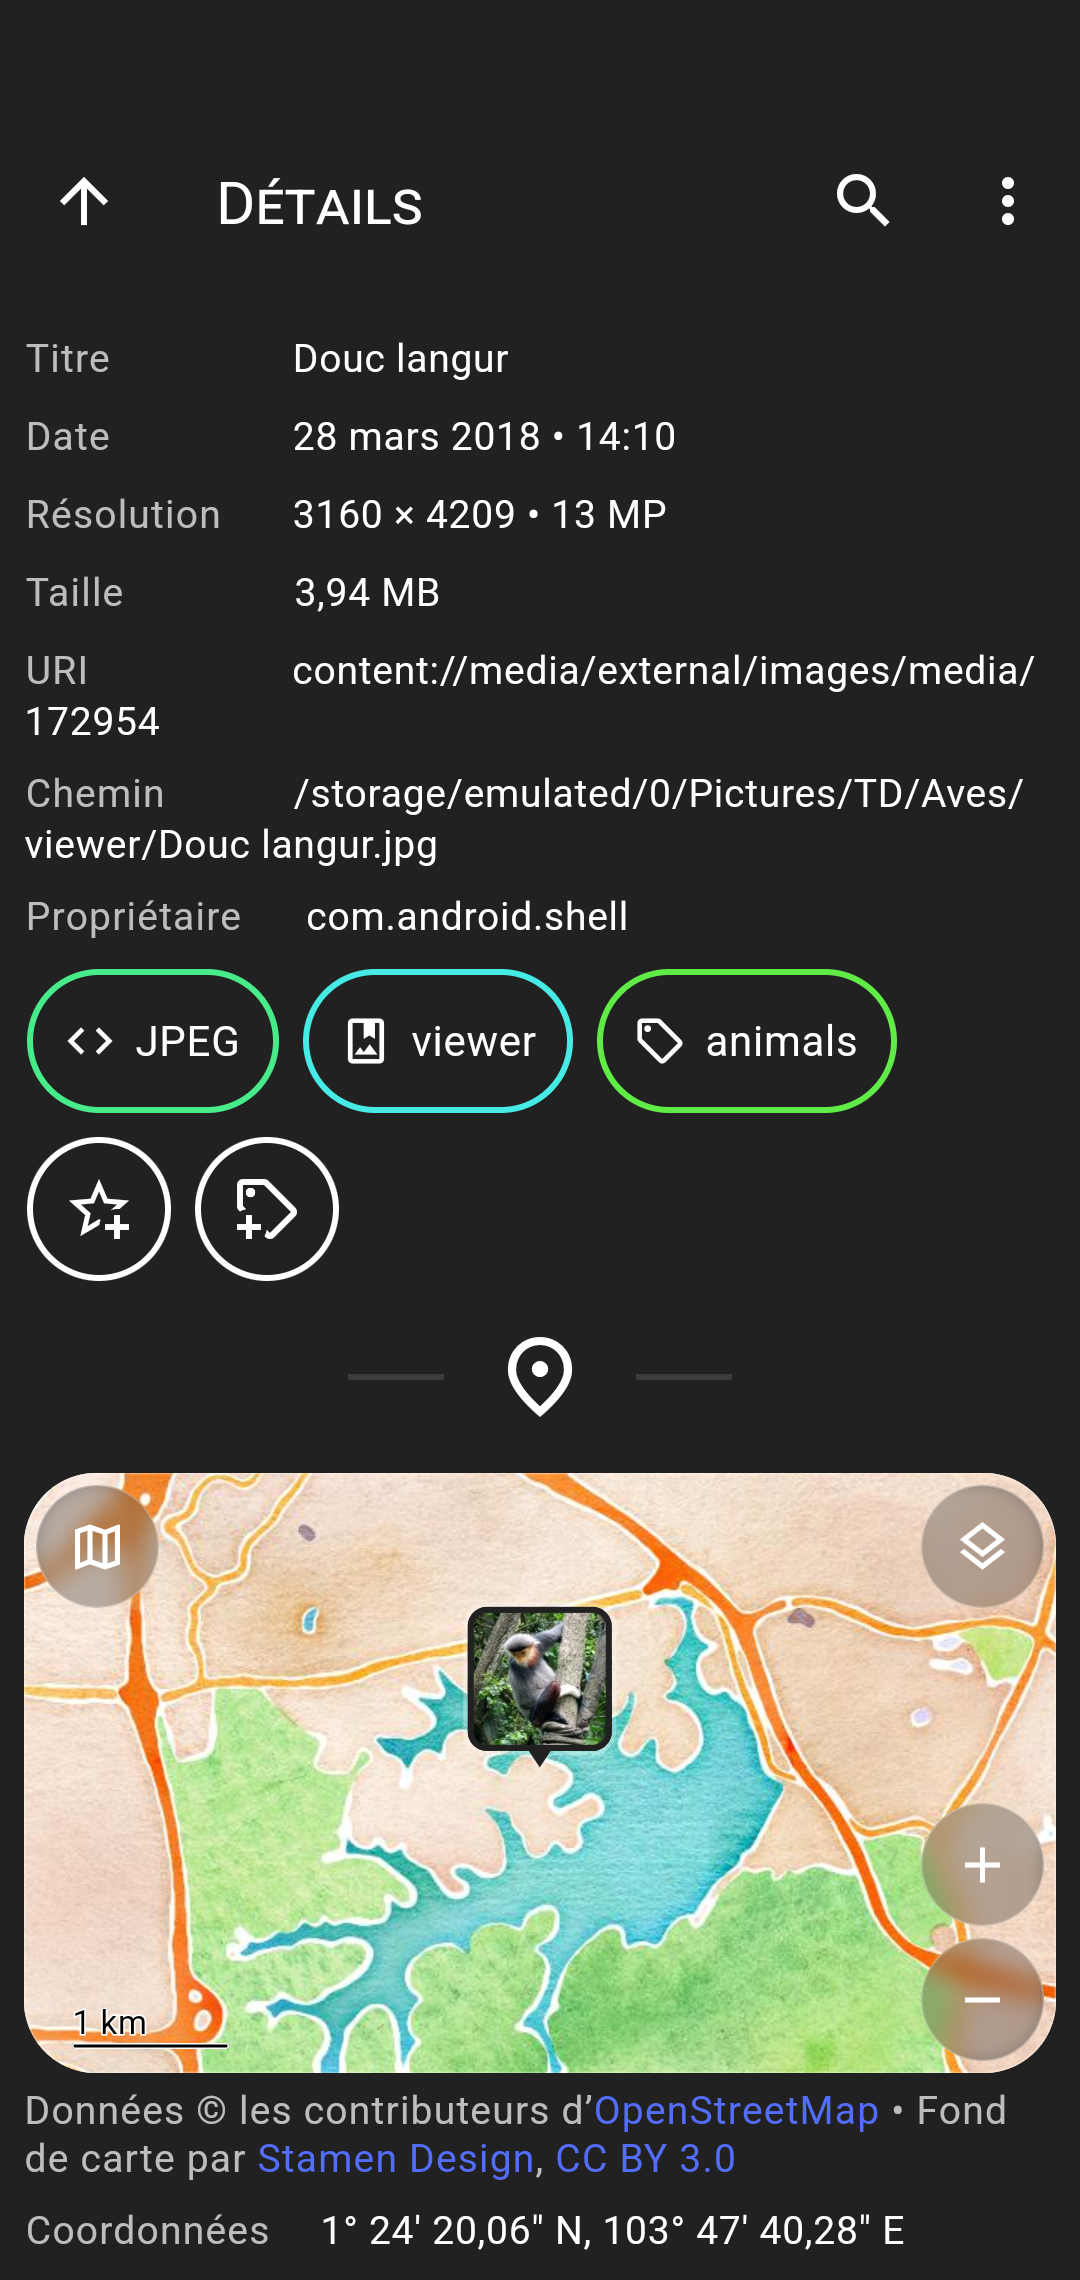 DÉTAILS
Titre Douc langur
Date 28 mars 2018 • 14:10
Résolution 3160 × 4209 • 13 MP
Taille 3,94 MB
URI content://media/external/images/media/
172954
Chemin /storage/emulated/0/Pictures/TD/Aves/
viewer/Douc langur.jpg
Propriétaire com.android.shell
JPEG viewer animals
1 km
Données © les contributeurs d’OpenStreetMap • Fond
de carte par Stamen Design, CC BY 3.0
Coordonnées 1° 24' 20,06" N, 103° 47' 40,28" E